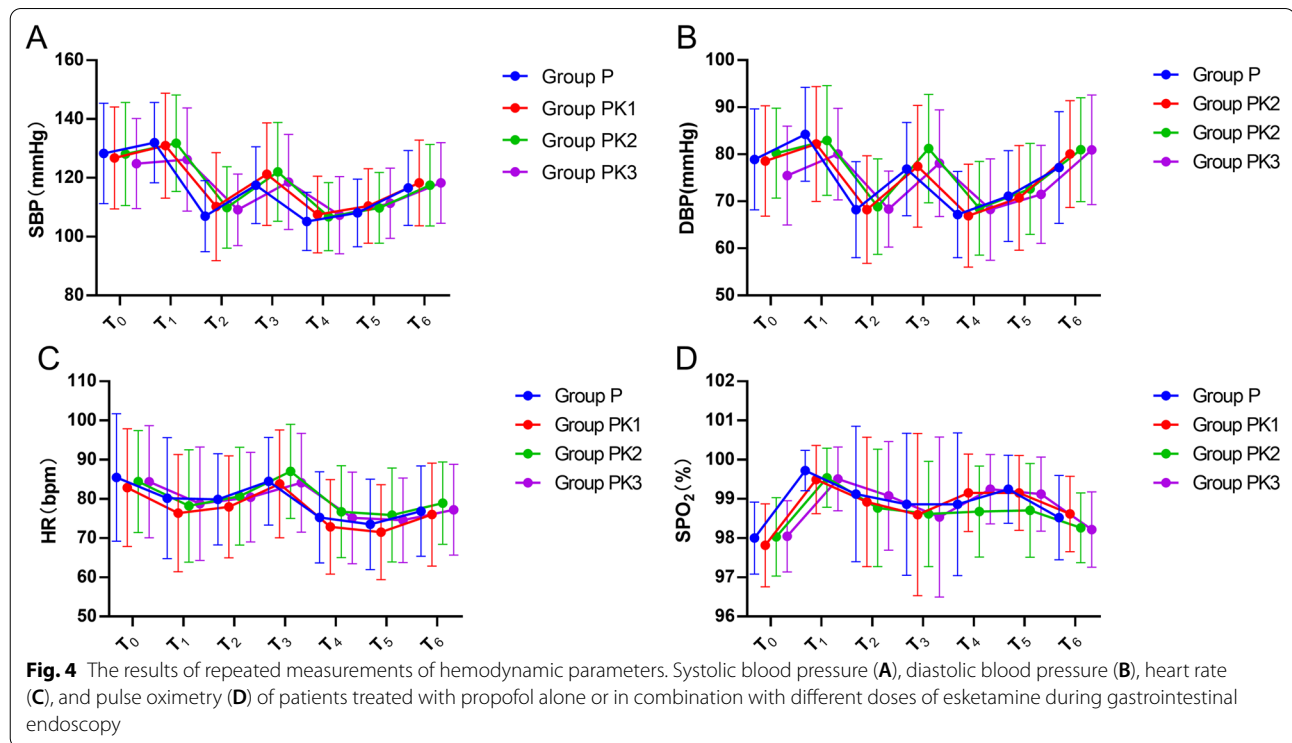 A
160
140
120
100
80
SBP (mmHg)
T0 T1 T2 T3 T4 T5 T6
Group P
Group PK1
Group PK2
Group PK3
B
100
90
80
70
60
50
DBP(mmHg)
T0 T1 T2 T3 T4 T5 T6
Group P
Group PK2
Group PK2
Group PK3
C
110
100
90
80
70
60
50
HR (bpm)
T0 T1 T2 T3 T4 T5 T6
Group P
Group PK1
Group PK2
Group PK3
D
102
101
100
99
98
97
96
SPO2 (%)
T0 T1 T2 T3 T4 T5 T6
Group P
Group PK1
Group PK2
Group PK3
Fig. 4 The results of repeated measurements of hemodynamic parameters. Systolic blood pressure (A), diastolic blood pressure (B), heart rate
(C), and pulse oximetry (D) of patients treated with propofol alone or in combination with different doses of esketamine during gastrointestinal
endoscopy